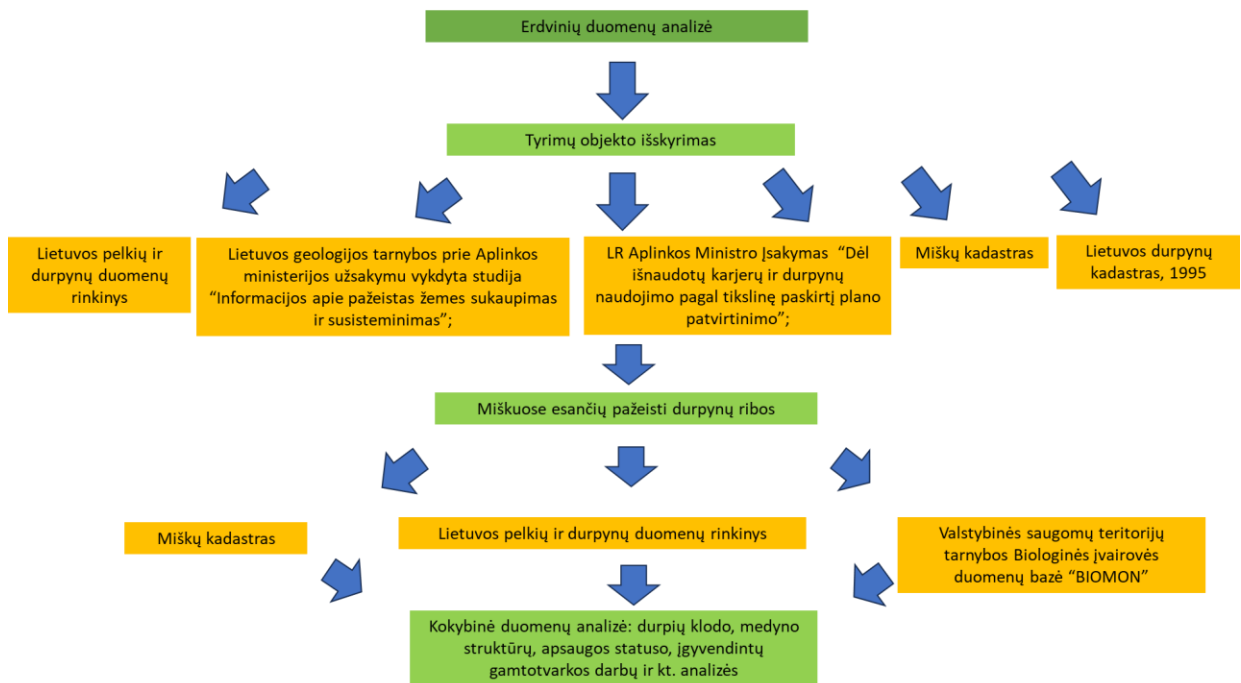 Erdvinių duomenų analizė
Tyrimų objekto išskyrimas
Lietuvos pelkių ir
durpynų duomenų
rinkinys
Lietuvos geologijos tarnybos prie Aplinkos
ministerijos užsakymu vykdyta studija
“Informacijos apie pažeistas žemes sukaupimas
ir susisteminimas”;
LR Aplinkos Ministro Įsakymas “Dėl
išnaudotų karjerų ir durpynų
naudojimo pagal tikslinę paskirtį plano
patvirtinimo”;
Miškų kadastras
Lietuvos durpynų
kadastras, 1995
Miškuose esančių pažeisti durpynų ribos
Miškų kadastras
Lietuvos pelkių ir durpynų duomenų rinkinys
Valstybinės saugomų teritorijų
tarnybos Biologinės įvairovės
duomenų bazė “BIOMON”
Kokybinė duomenų analizė: durpių klodo, medyno
struktūrų, apsaugos statuso, įgyvendintų
gamtotvarkos darbų ir kt. analizės